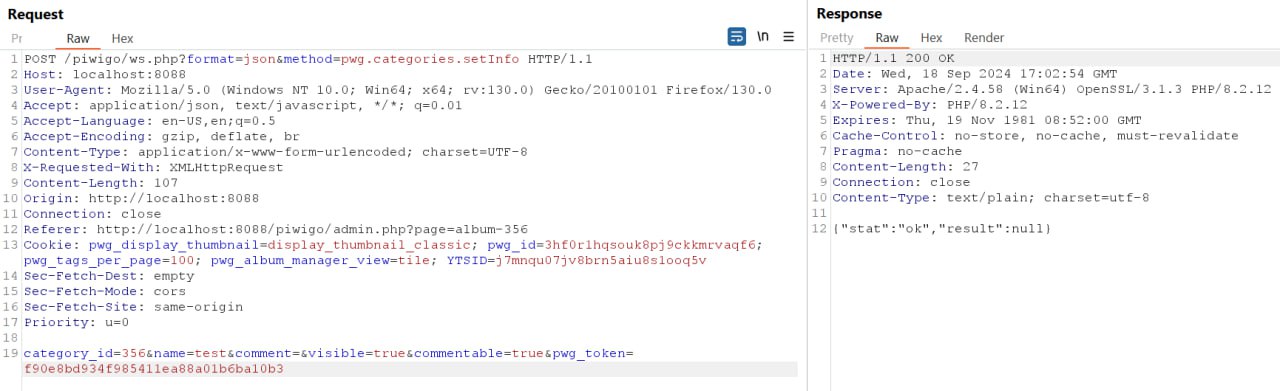 Request
Response
Pr Raw Hex \n
Pretty Raw Hex Render
1 POST /piwigo/ws.php?format=json&method=pwg.categories.setInfo HTTP/1.1
2 Host: localhost:8088
3 User-Agent: Mozilla/5.0 (Windows NT 10.0; Win64; x64; rv:130.0) Gecko/20100101 Firefox/130.0
4 Accept: application/json, text/javascript, */*; q=0.01
5 Accept-Language: en-US,en;q=0.5
6 Accept-Encoding: gzip, deflate, br
7 Content-Type: application/x-www-form-urlencoded; charset=UTF-8
8 X-Requested-With: XMLHttpRequest
9 Content-Length: 107
10 Origin: http://localhost:8088
11 Connection: close
12 Referer: http://localhost:8088/piwigo/admin.php?page=album-356
13 Cookie: pwg_display_thumbnail=display_thumbnail_classic; pwg_id=3hf0r1hqsouk8pj9ckkmrvaqf6;
pwg_tags_per_page=100; pwg_album_manager_view=tile; YTSID=j7mnqu07jv8brn5aiu8s1ooq5v
14 Sec-Fetch-Dest: empty
15 Sec-Fetch-Mode: cors
16 Sec-Fetch-Site: same-origin
17 Priority: u=0
18
19 category_id=356&name=test&comment=&visible=true&commentable=true&pwg_token=
f90e8bd934f985411ea88a01b6ba10b3
1 HTTP/1.1 200 OK
2 Date: Wed, 18 Sep 2024 17:02:54 GMT
3 Server: Apache/2.4.58 (Win64) OpenSSL/3.1.3 PHP/8.2.12
4 X-Powered-By: PHP/8.2.12
5 Expires: Thu, 19 Nov 1981 08:52:00 GMT
6 Cache-Control: no-store, no-cache, must-revalidate
7 Pragma: no-cache
8 Content-Length: 27
9 Connection: close
10 Content-Type: text/plain; charset=utf-8
11
12 {"stat":"ok","result":null}